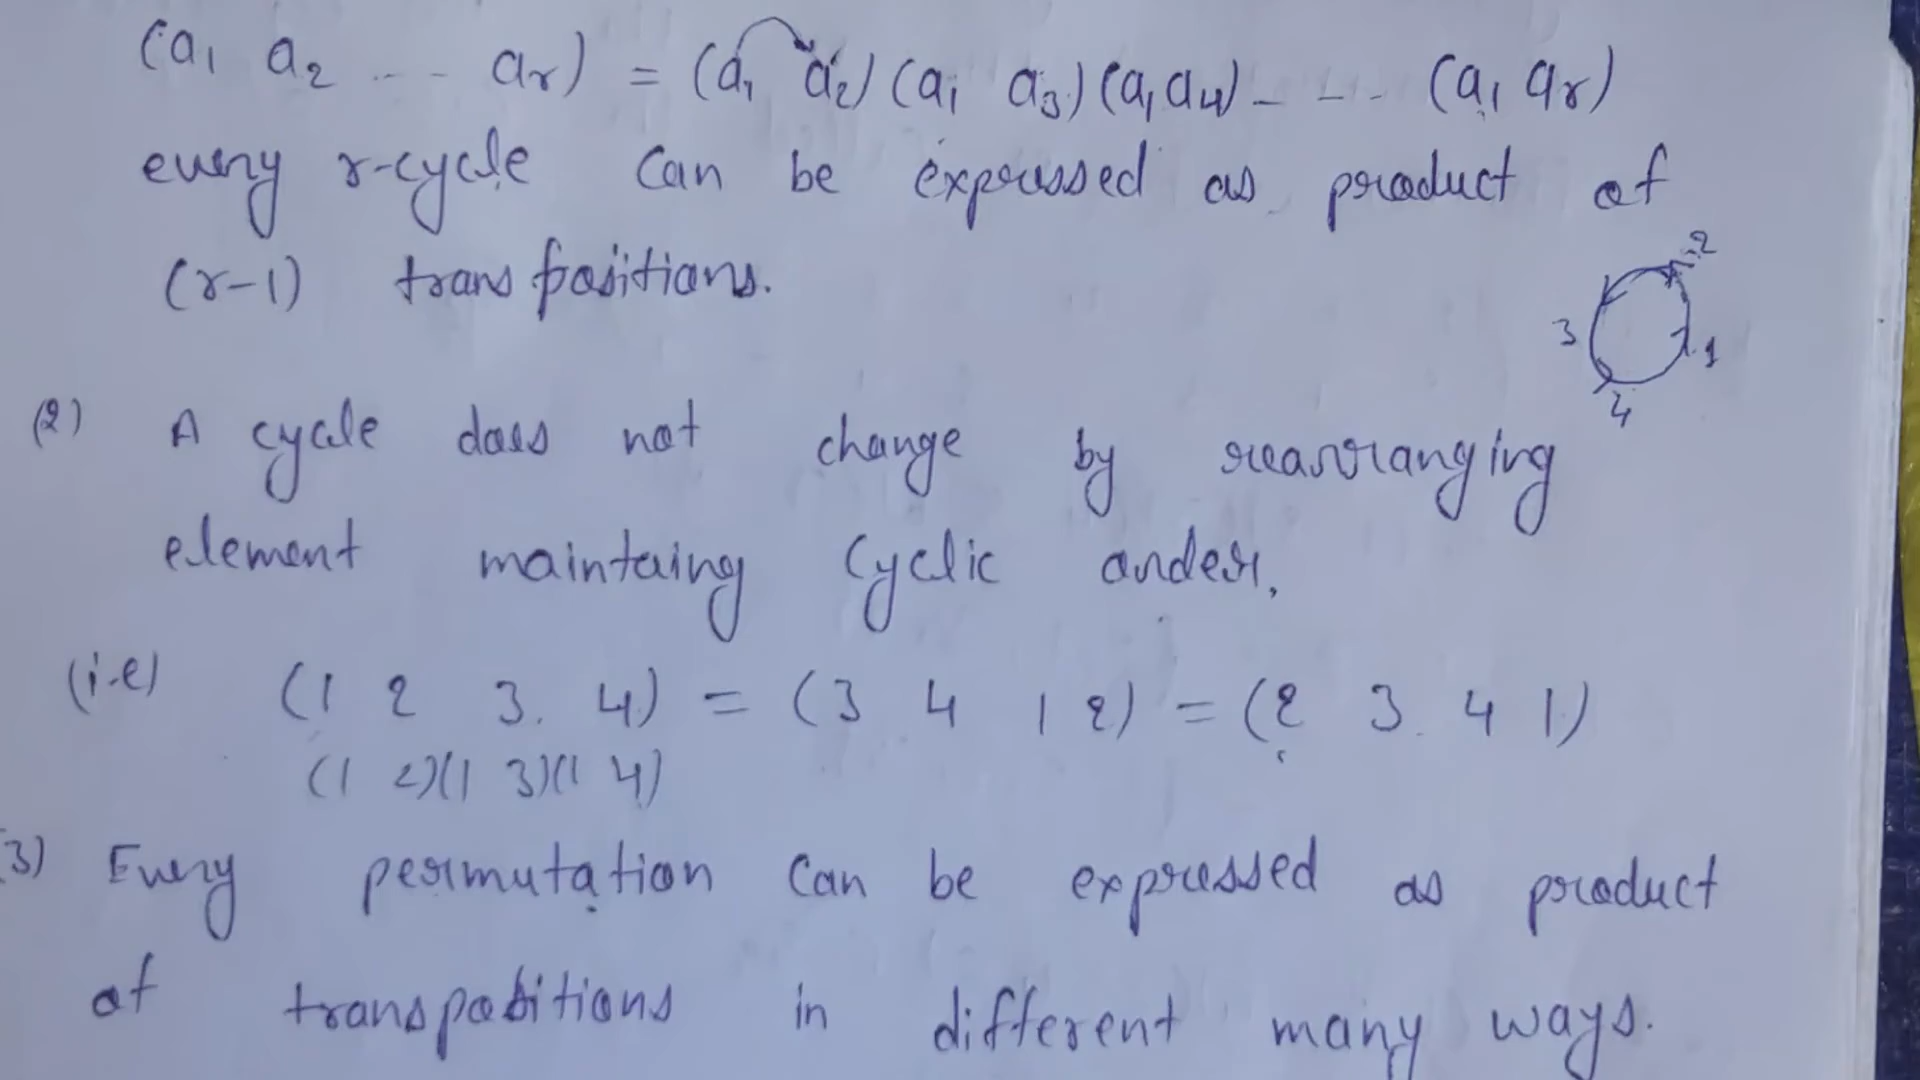 (a₁ a₂ --- aᵣ) = (a₁ a₂) (a₁ a₃) (a₁ a₄) - - - - (a₁ aᵣ)
every r-cycle can be expressed as product of
(r-1) transpositions.
2
3
1
4
(2) A cycle does not change by rearranging
element maintaing cyclic order.
(i.e) (1 2 3 4) = (3 4 1 2) = (2 3 4 1)
(1 2)(1 3)(1 4)
(3) Every permutation can be expressed as product
of transpositions in different many ways.